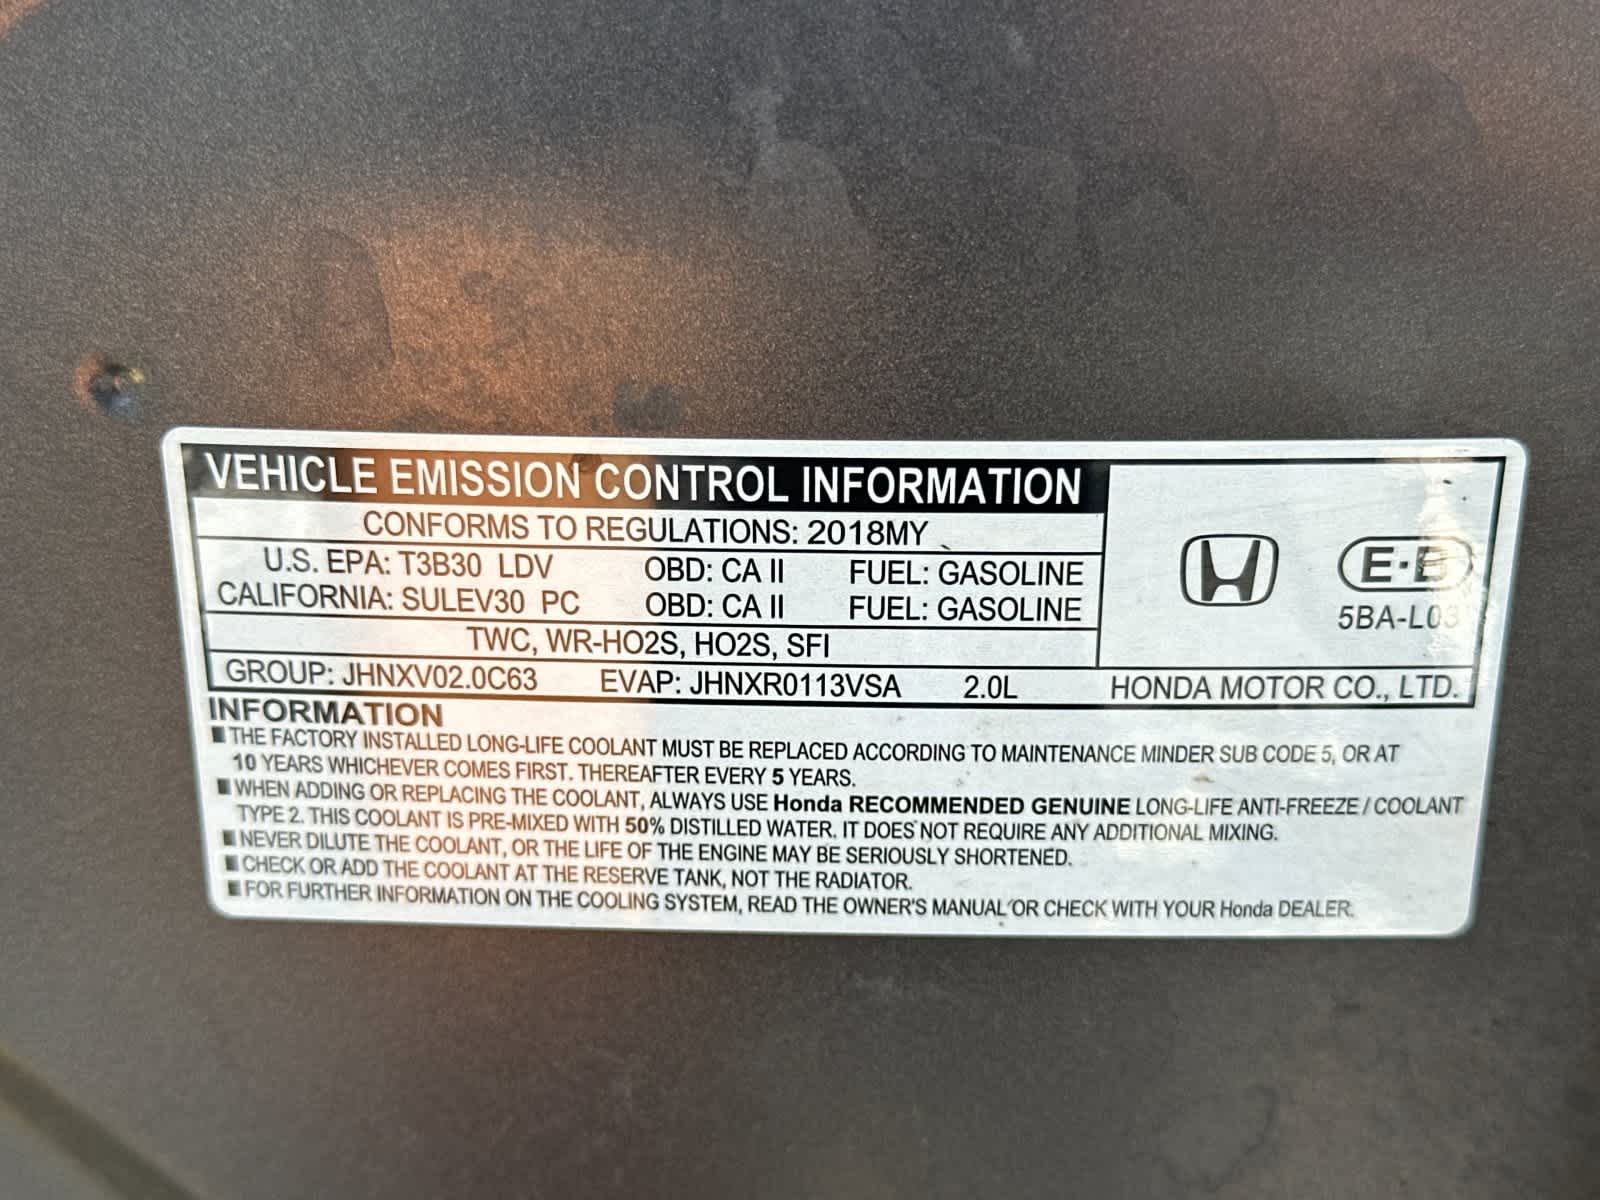 VEHICLE EMISSION CONTROL INFORMATION
CONFORMS TO REGULATIONS: 2018MY
U.S. EPA: T3B30 LDV OBD: CA II FUEL: GASOLINE
CALIFORNIA: SULEV30 PC OBD: CA II FUEL: GASOLINE
TWC, WR-HO2S, HO2S, SFI
GROUP: JHNXV02.0C63 EVAP: JHNXR0113VSA 2.0L
E·B
5BA-L03
HONDA MOTOR CO., LTD.
INFORMATION
■ THE FACTORY INSTALLED LONG-LIFE COOLANT MUST BE REPLACED ACCORDING TO MAINTENANCE MINDER SUB CODE 5, OR AT
10 YEARS WHICHEVER COMES FIRST. THEREAFTER EVERY 5 YEARS.
■ WHEN ADDING OR REPLACING THE COOLANT, ALWAYS USE Honda RECOMMENDED GENUINE LONG-LIFE ANTI-FREEZE / COOLANT
TYPE 2. THIS COOLANT IS PRE-MIXED WITH 50% DISTILLED WATER. IT DOES NOT REQUIRE ANY ADDITIONAL MIXING.
■ NEVER DILUTE THE COOLANT, OR THE LIFE OF THE ENGINE MAY BE SERIOUSLY SHORTENED.
■ CHECK OR ADD THE COOLANT AT THE RESERVE TANK, NOT THE RADIATOR.
■ FOR FURTHER INFORMATION ON THE COOLING SYSTEM, READ THE OWNER'S MANUAL OR CHECK WITH YOUR Honda DEALER.